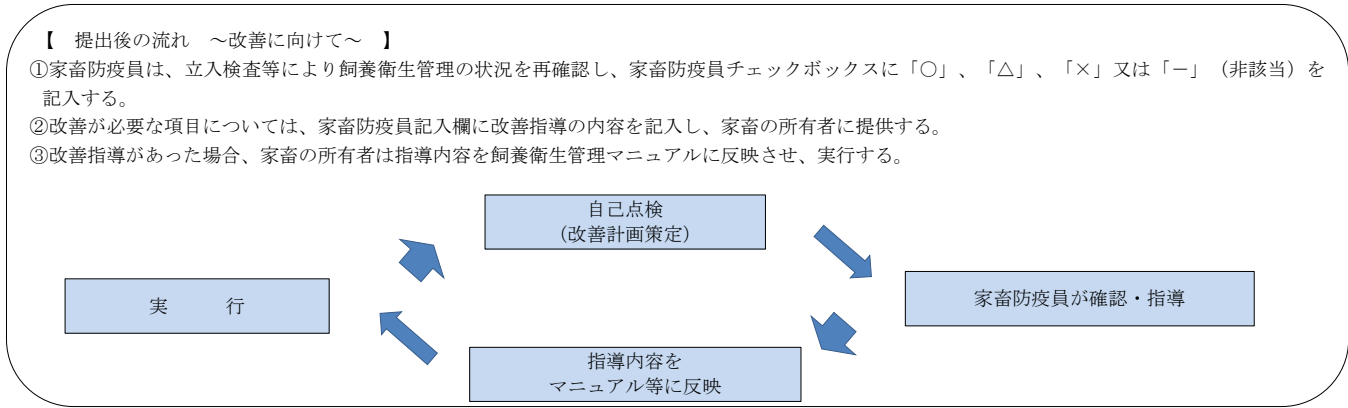 【　提出後の流れ　～改善に向けて～　】
①家畜防疫員は、立入検査等により飼養衛生管理の状況を再確認し、家畜防疫員チェックボックスに「○」、「△」、「×」又は「－」（非該当）を
記入する。
②改善が必要な項目については、家畜防疫員記入欄に改善指導の内容を記入し、家畜の所有者に提供する。
③改善指導があった場合、家畜の所有者は指導内容を飼養衛生管理マニュアルに反映させ、実行する。
自己点検
（改善計画策定）
家畜防疫員が確認・指導
実　　　行
指導内容を
マニュアル等に反映